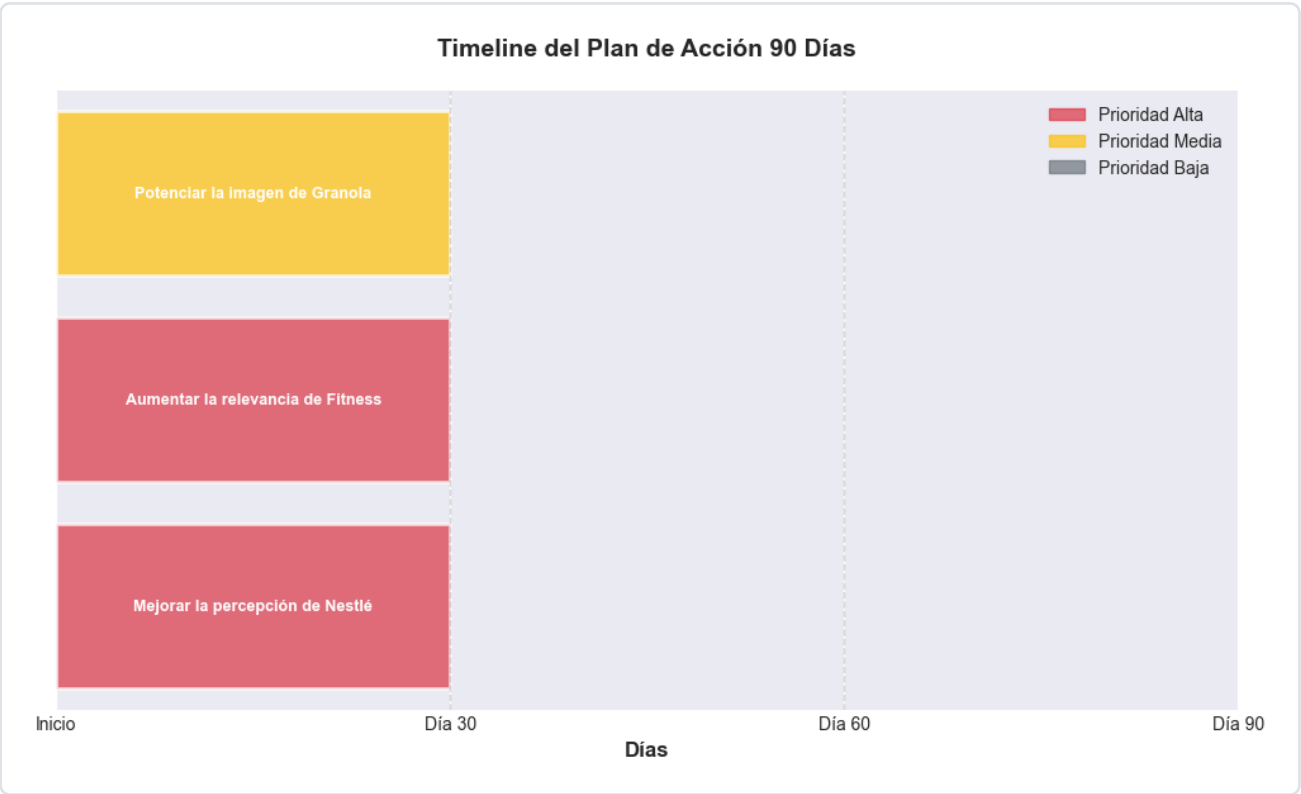 Timeline del Plan de Acción 90 Días
Prioridad Alta
Prioridad Media
Prioridad Baja
Potenciar la imagen de Granola
Aumentar la relevancia de Fitness
Mejorar la percepción de Nestlé
Inicio
Día 30
Día 60
Día 90
Días